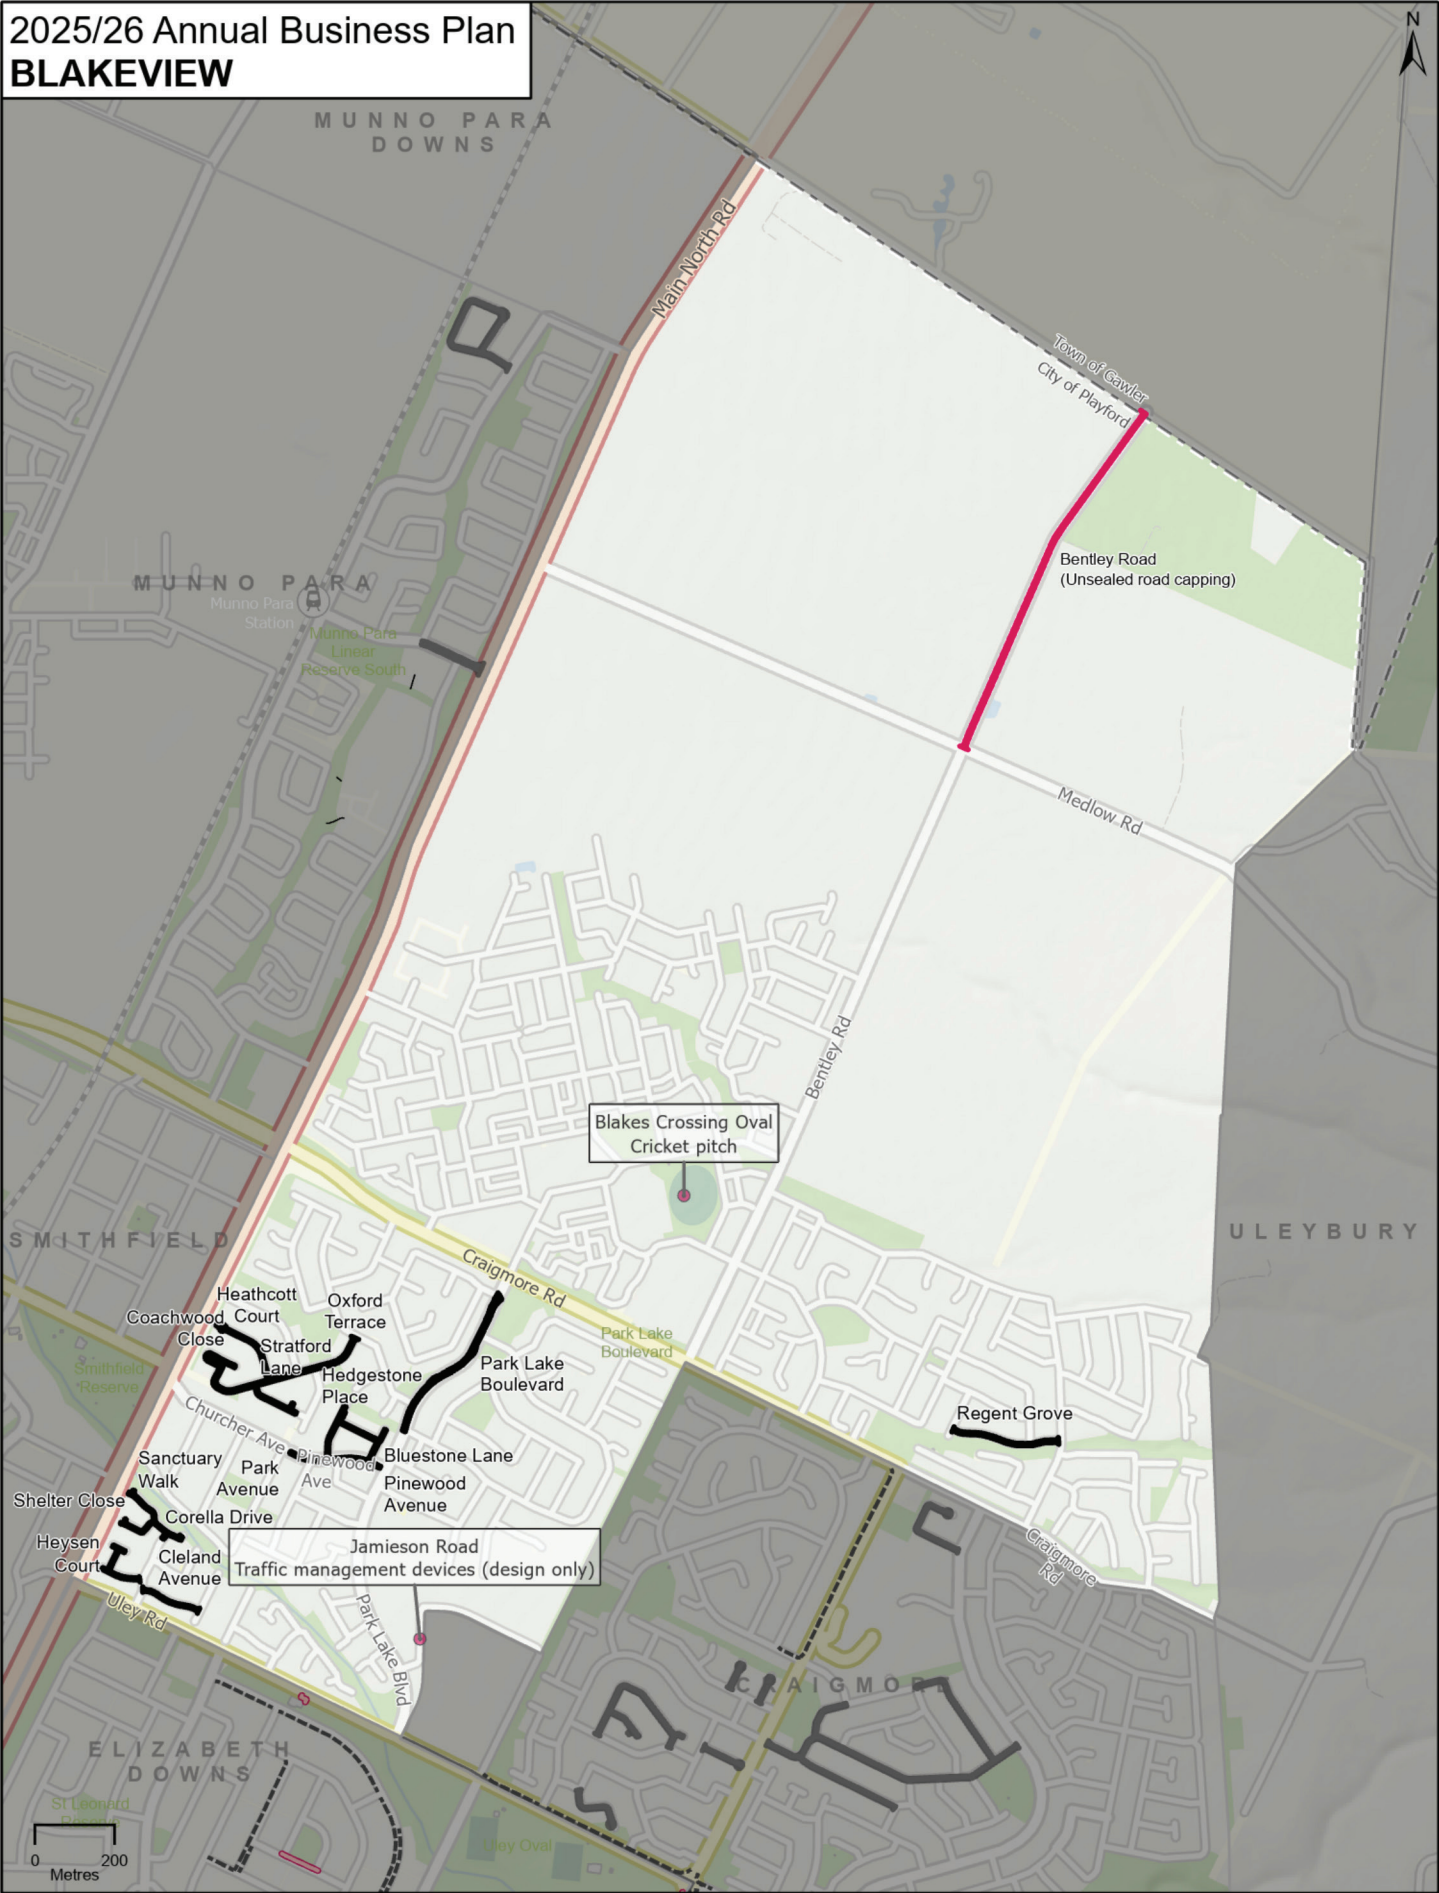 2025/26 Annual Business Plan
BLAKEVIEW
N
MUNNO PARA
DOWNS
Main North Rd
Town of Gawler
City of Playford
Bentley Road
(Unsealed road capping)
MUNNO PARA
Munno Para
Station
Munno Para
Linear
Reserve South
Medlow Rd
Bentley Rd
Blakes Crossing Oval
Cricket pitch
SMITHFIELD
ULEYBURY
Craigmore Rd
Heathcott
Court
Oxford
Terrace
Coachwood
Close
Stratford
Lane
Park Lake
Boulevard
Smithfield
Reserve
Hedgestone
Place
Park Lake
Boulevard
Churcher Ave
Regent Grove
Pinewood
Ave
Bluestone Lane
Sanctuary
Walk
Park
Avenue
Pinewood
Avenue
Shelter Close
Corella Drive
Heysen
Court
Cleland
Avenue
Jamieson Road
Traffic management devices (design only)
Craigmore
Rd
Uley Rd
Park Lake Blvd
CRAIGMORE
ELIZABETH
DOWNS
St Leonard
Reserve
Uley Oval
0 200
Metres